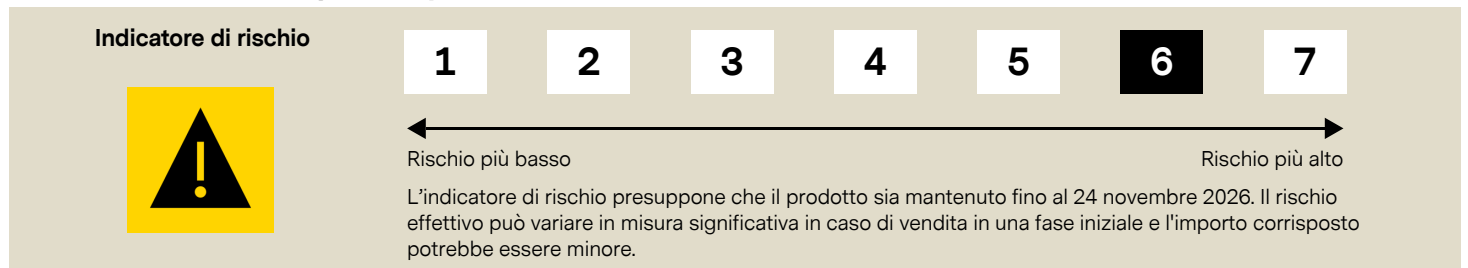 Indicatore di rischio
1 2 3 4 5 6 7
Rischio più basso Rischio più alto
L'indicatore di rischio presuppone che il prodotto sia mantenuto fino al 24 novembre 2026. Il rischio
effettivo può variare in misura significativa in caso di vendita in una fase iniziale e l'importo corrisposto
potrebbe essere minore.